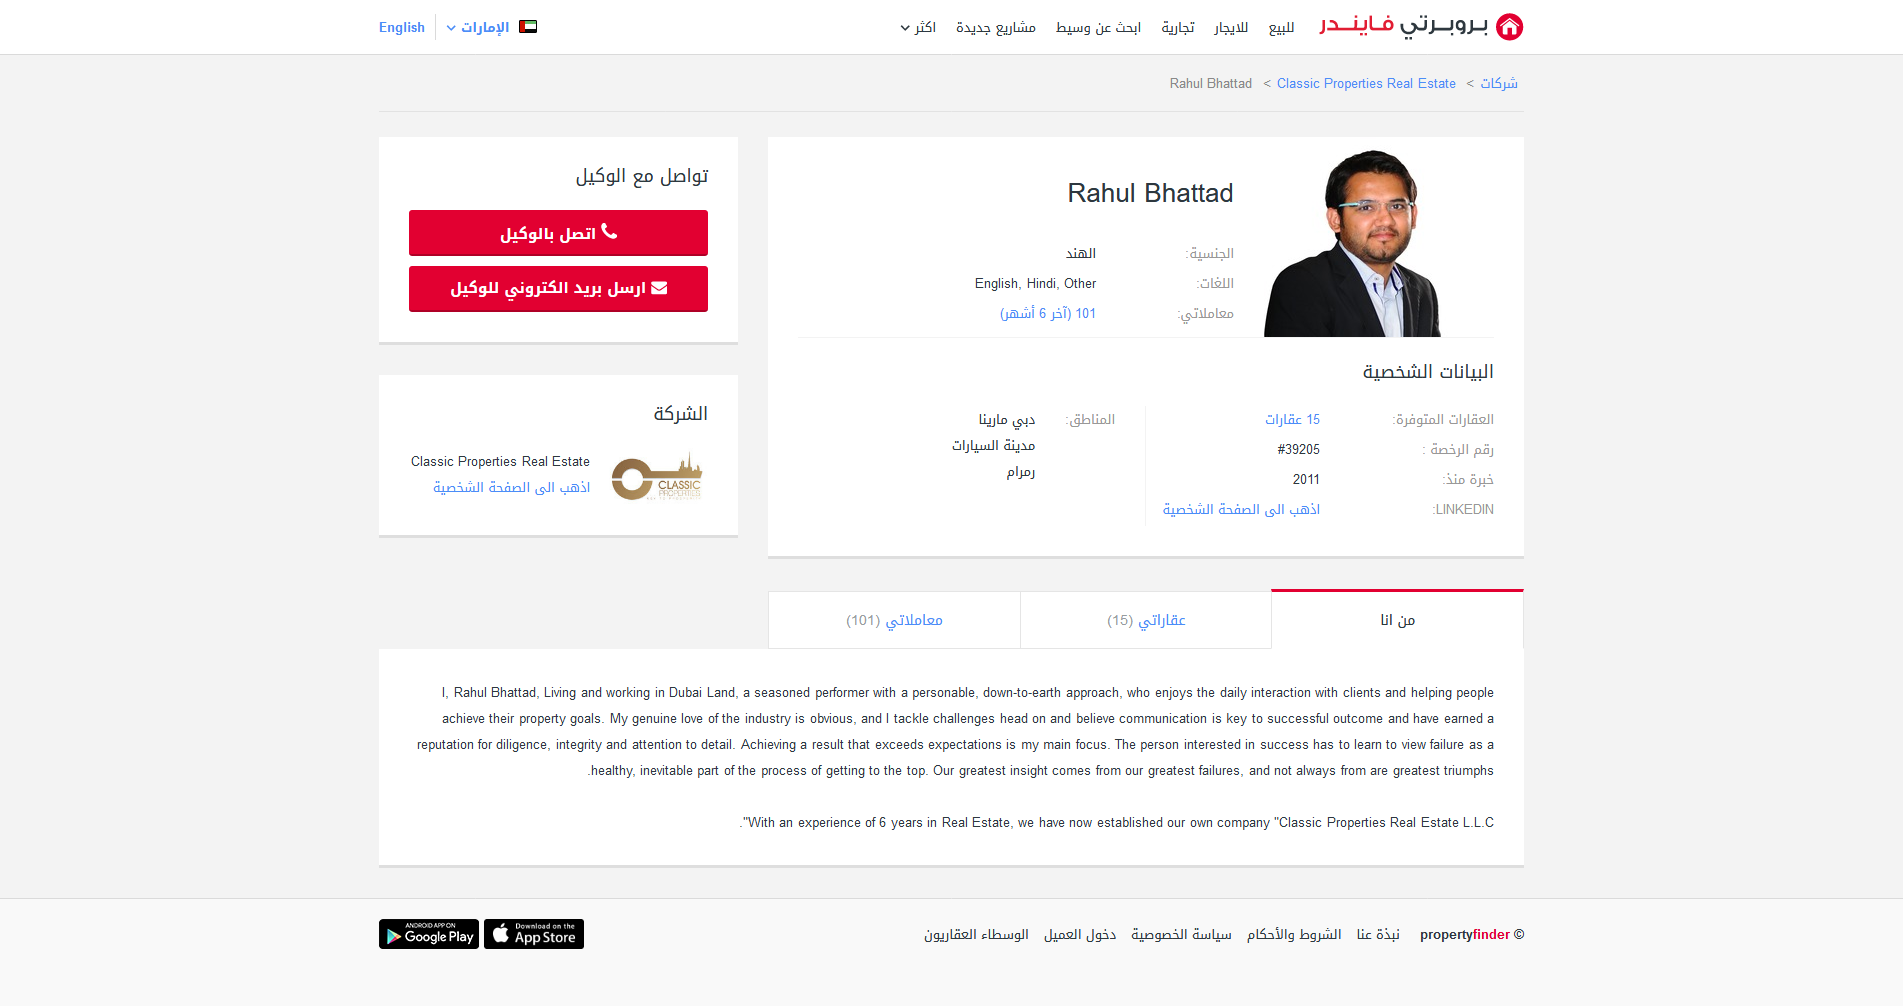 بروبرتي فايندر
للبيع
للايجار
تجارية
ابحث عن وسيط
مشاريع جديدة
اكثر
الإمارات
English
شركات > Classic Properties Real Estate > Rahul Bhattad
Rahul Bhattad
الجنسية: الهند
اللغات: English, Hindi, Other
معاملاتي: 101 (آخر 6 أشهر)
البيانات الشخصية
العقارات المتوفرة: 15 عقارات
رقم الرخصة : #39205
خبرة منذ: 2011
LINKEDIN: اذهب الى الصفحة الشخصية
المناطق: دبي مارينا
مدينة السيارات
رمرام
تواصل مع الوكيل
اتصل بالوكيل
ارسل بريد الكتروني للوكيل
الشركة
CLASSIC
PROPERTIES
Classic Properties Real Estate
اذهب الى الصفحة الشخصية
من انا
عقاراتي (15)
معاملاتي (101)
I, Rahul Bhattad, Living and working in Dubai Land, a seasoned performer with a personable, down-to-earth approach, who enjoys the daily interaction with clients and helping people
achieve their property goals. My genuine love of the industry is obvious, and I tackle challenges head on and believe communication is key to successful outcome and have earned a
reputation for diligence, integrity and attention to detail. Achieving a result that exceeds expectations is my main focus. The person interested in success has to learn to view failure as a
.healthy, inevitable part of the process of getting to the top. Our greatest insight comes from our greatest failures, and not always from are greatest triumphs
."With an experience of 6 years in Real Estate, we have now established our own company "Classic Properties Real Estate L.L.C
© propertyfinder
نبذة عنا
الشروط والأحكام
سياسة الخصوصية
دخول العميل
الوسطاء العقاريون
Download on the
App Store
ANDROID APP ON
Google Play